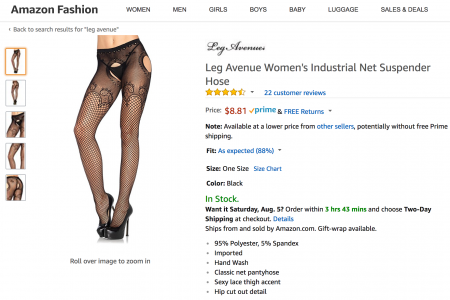 Amazon Fashion WOMEN MEN GIRLS BOYS BABY LUGGAGE SALES & DEALS
‹ Back to search results for "leg avenue"
Leg Avenue
Leg Avenue Women's Industrial Net Suspender
Hose
22 customer reviews
Price: $8.81 prime & FREE Returns
Note: Available at a lower price from other sellers, potentially without free Prime
shipping.
Fit: As expected (88%)
Size: One Size Size Chart
Color: Black
In Stock.
Want it Saturday, Aug. 5? Order within 3 hrs 43 mins and choose Two-Day
Shipping at checkout. Details
Ships from and sold by Amazon.com. Gift-wrap available.
• 95% Polyester, 5% Spandex
• Imported
• Hand Wash
• Classic net pantyhose
• Sexy lace thigh accent
• Hip cut out detail
Roll over image to zoom in